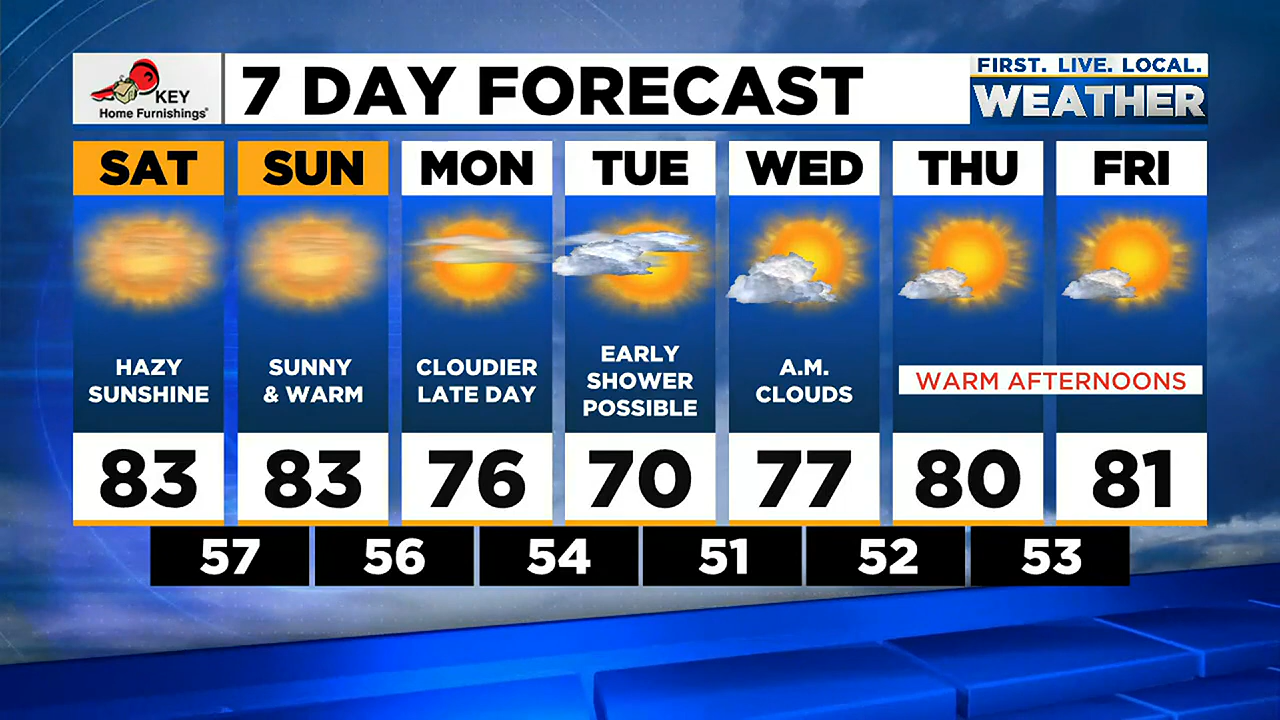 KEY
Home Furnishings®
7 DAY FORECAST
FIRST. LIVE. LOCAL.
WEATHER
SAT SUN MON TUE WED THU FRI
HAZY
SUNSHINE
SUNNY
& WARM
CLOUDIER
LATE DAY
EARLY
SHOWER
POSSIBLE
A.M.
CLOUDS
WARM AFTERNOONS
83 83 76 70 77 80 81
57 56 54 51 52 53